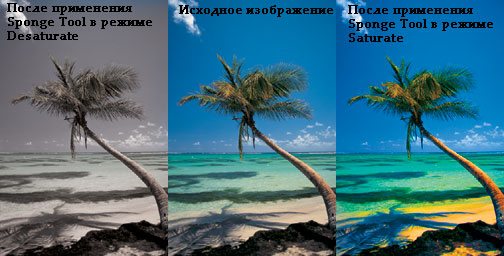 После применения
Sponge Tool в режиме
Desaturate
Исходное изображение
После применения
Sponge Tool в режиме
Saturate